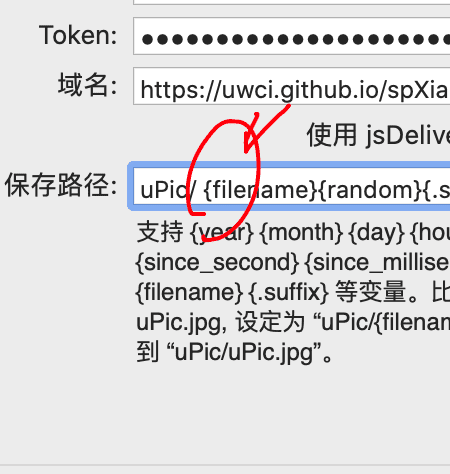 Token: ●●●●●●●●●●●●●●●●●●●●●●
域名: https://uwci.github.io/spXia
使用 jsDelive
保存路径: uPic/ {filename}{random}{.s
支持 {year} {month} {day} {hou
{since_second} {since_millise
{filename} {.suffix} 等变量。比
uPic.jpg, 设定为 “uPic/{filenam
到 “uPic/uPic.jpg”。